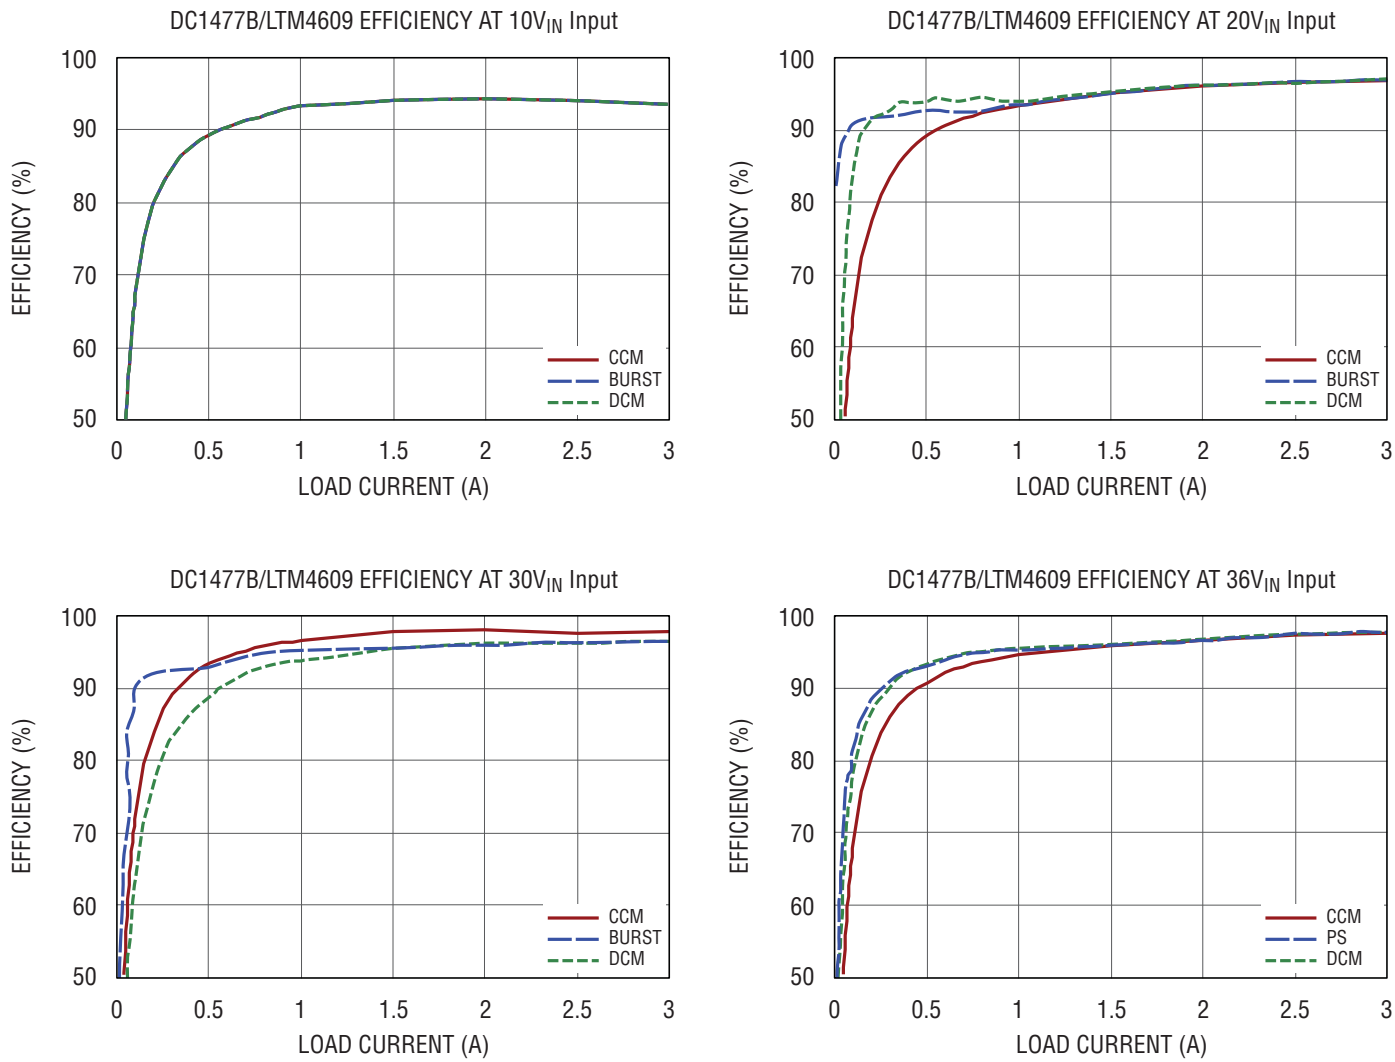 DC1477B/LTM4609 EFFICIENCY AT 10VIN Input
100
90
80
70
60
50
EFFICIENCY (%)
CCM
BURST
DCM
0 0.5 1 1.5 2 2.5 3
LOAD CURRENT (A)
DC1477B/LTM4609 EFFICIENCY AT 20VIN Input
100
90
80
70
60
50
EFFICIENCY (%)
CCM
BURST
DCM
0 0.5 1 1.5 2 2.5 3
LOAD CURRENT (A)
DC1477B/LTM4609 EFFICIENCY AT 30VIN Input
100
90
80
70
60
50
EFFICIENCY (%)
CCM
BURST
DCM
0 0.5 1 1.5 2 2.5 3
LOAD CURRENT (A)
DC1477B/LTM4609 EFFICIENCY AT 36VIN Input
100
90
80
70
60
50
EFFICIENCY (%)
CCM
PS
DCM
0 0.5 1 1.5 2 2.5 3
LOAD CURRENT (A)